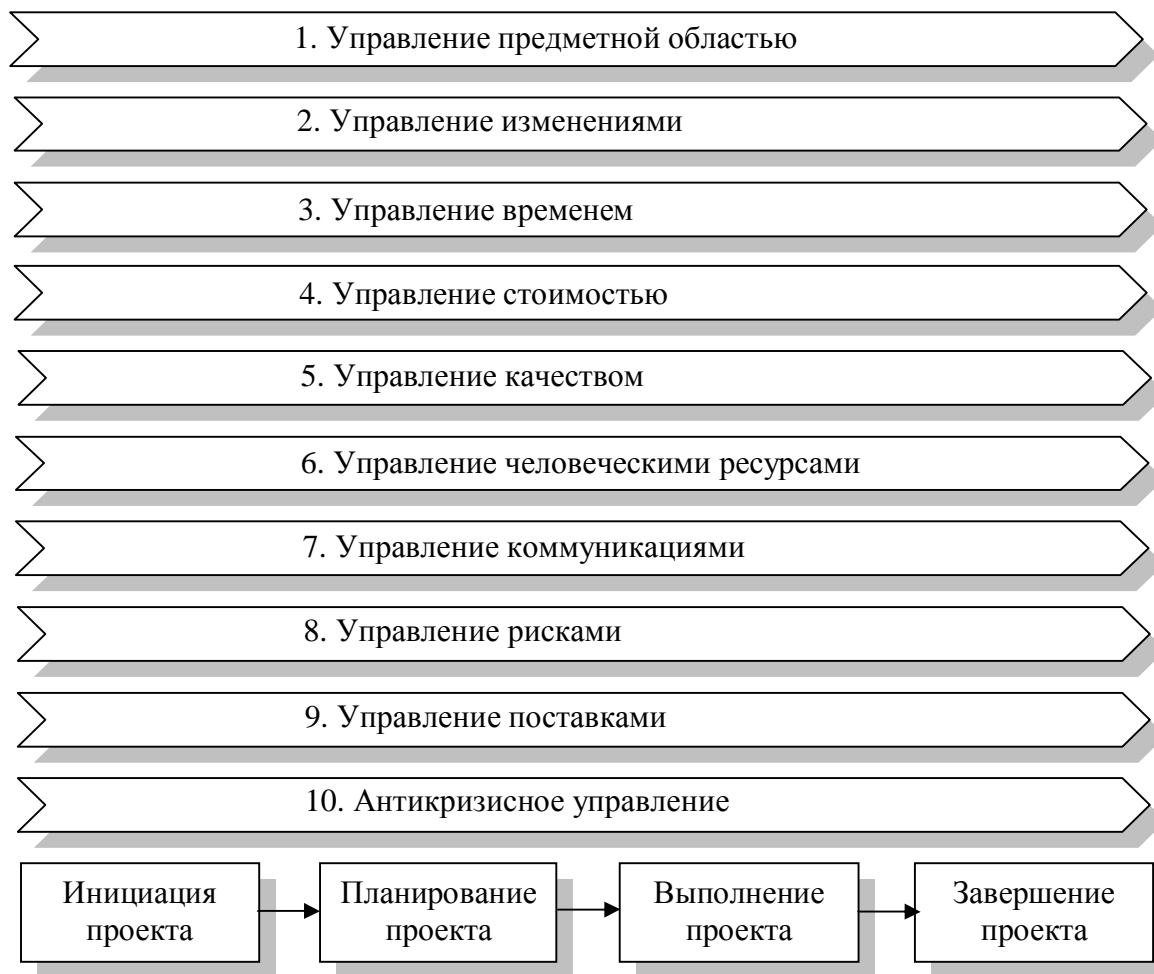 1. Управление предметной областью
2. Управление изменениями
3. Управление временем
4. Управление стоимостью
5. Управление качеством
6. Управление человеческими ресурсами
7. Управление коммуникациями
8. Управление рисками
9. Управление поставками
10. Антикризисное управление
Инициация
проекта
Планирование
проекта
Выполнение
проекта
Завершение
проекта